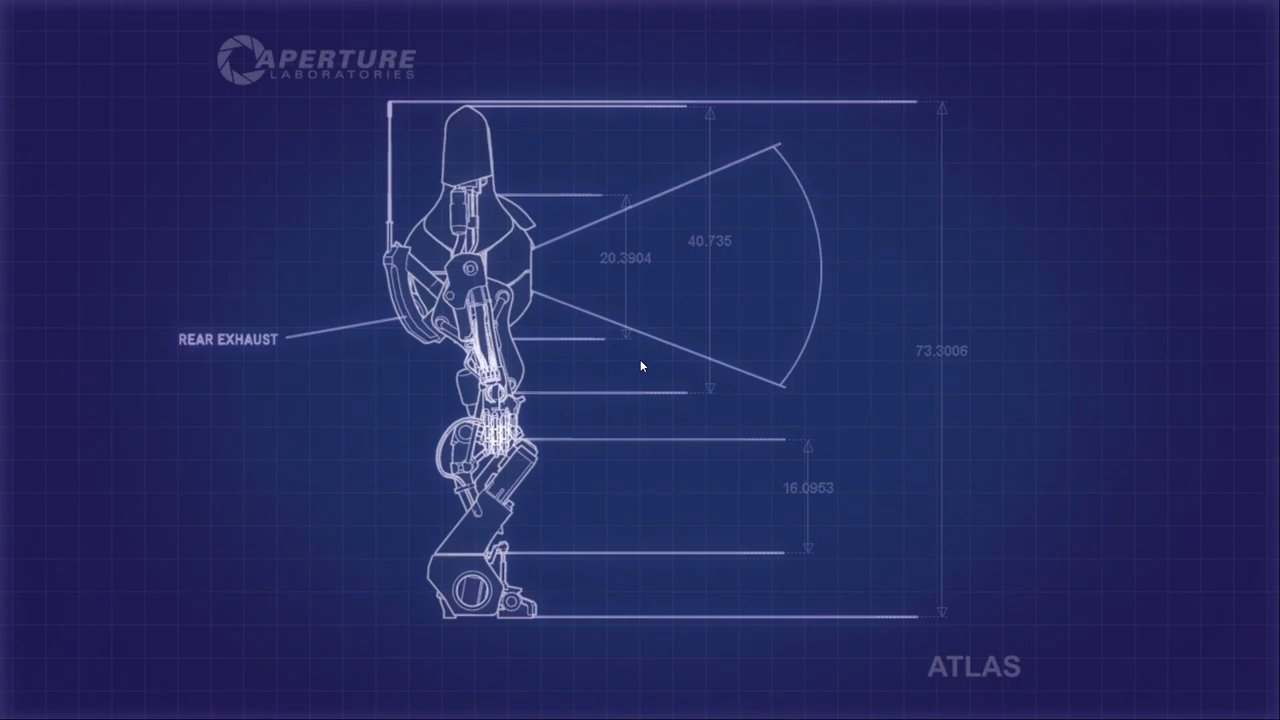 APERTURE
LABORATORIES
40.735
20.3904
REAR EXHAUST
73.3006
16.0953
ATLAS